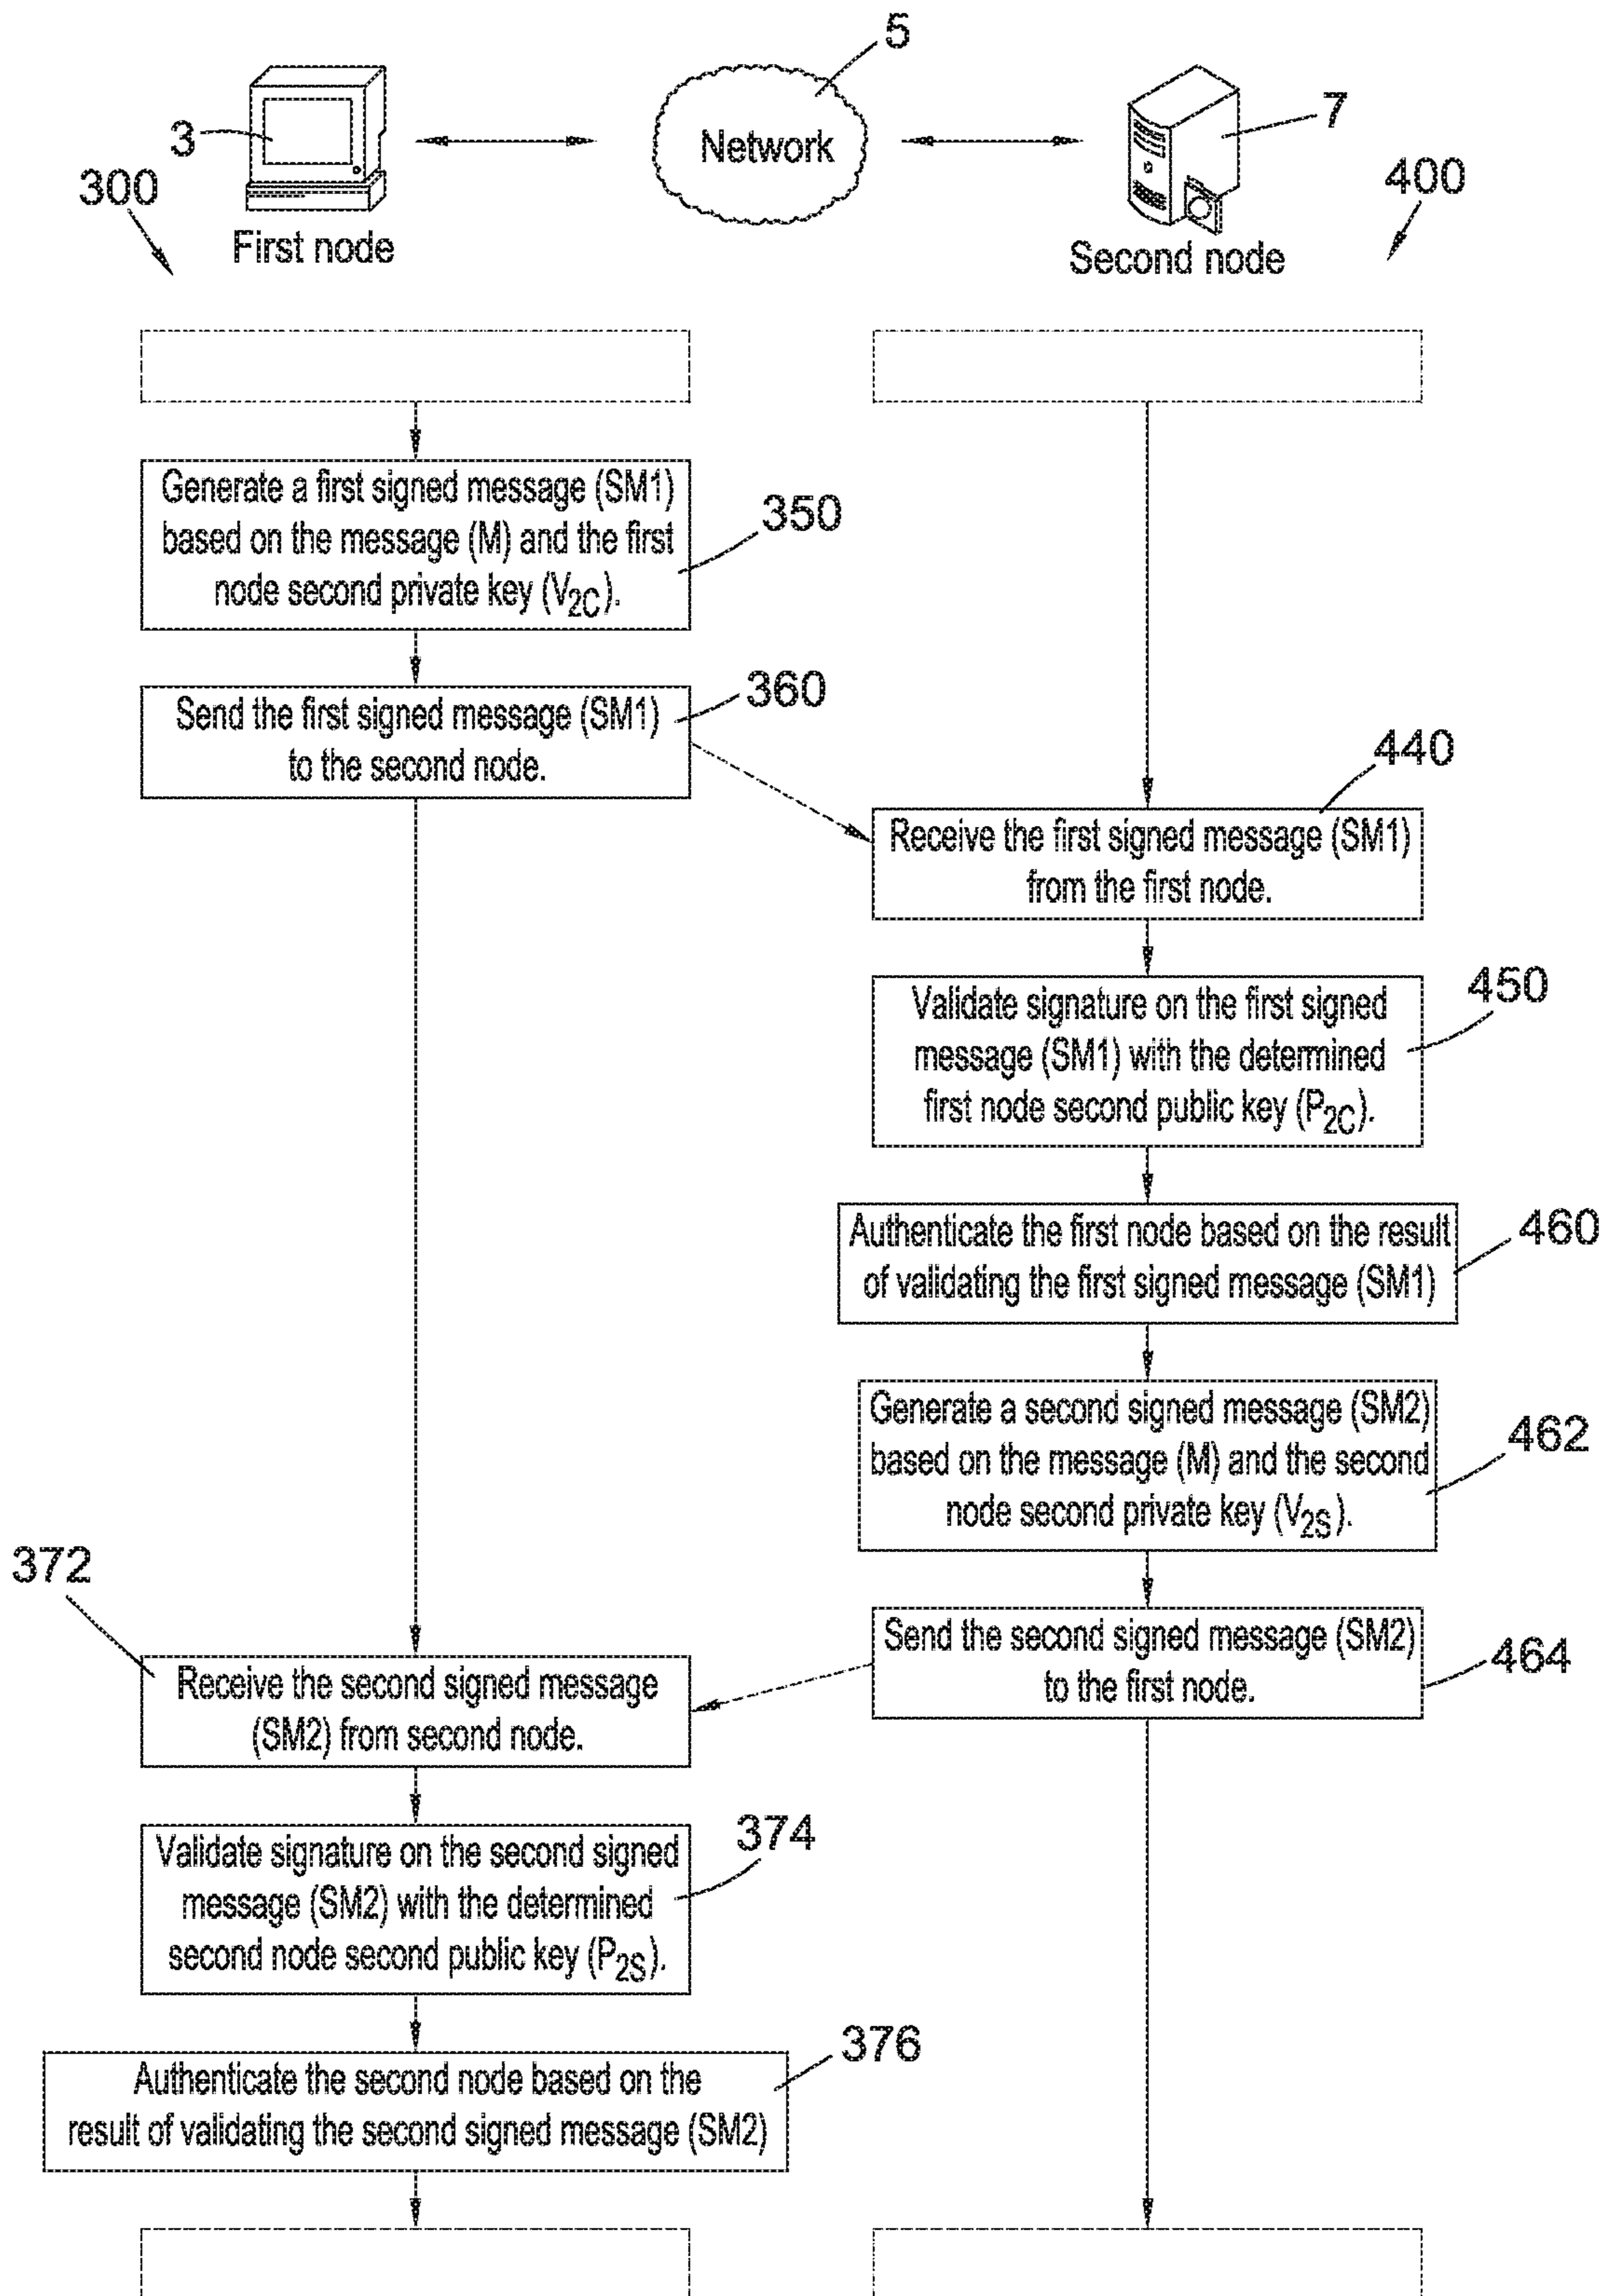 5
3
Network
7
300
400
First node
Second node
Generate a first signed message (SM1)
based on the message (M) and the first
node second private key (V2C).
350
Send the first signed message (SM1)
to the second node.
360
440
Receive the first signed message (SM1)
from the first node.
Validate signature on the first signed
message (SM1) with the determined
first node second public key (P2C).
450
Authenticate the first node based on the result
of validating the first signed message (SM1)
460
Generate a second signed message (SM2)
based on the message (M) and the second
node second private key (V2S).
462
Send the second signed message (SM2)
to the first node.
464
372
Receive the second signed message
(SM2) from second node.
Validate signature on the second signed
message (SM2) with the determined
second node second public key (P2S).
374
Authenticate the second node based on the
result of validating the second signed message (SM2)
376